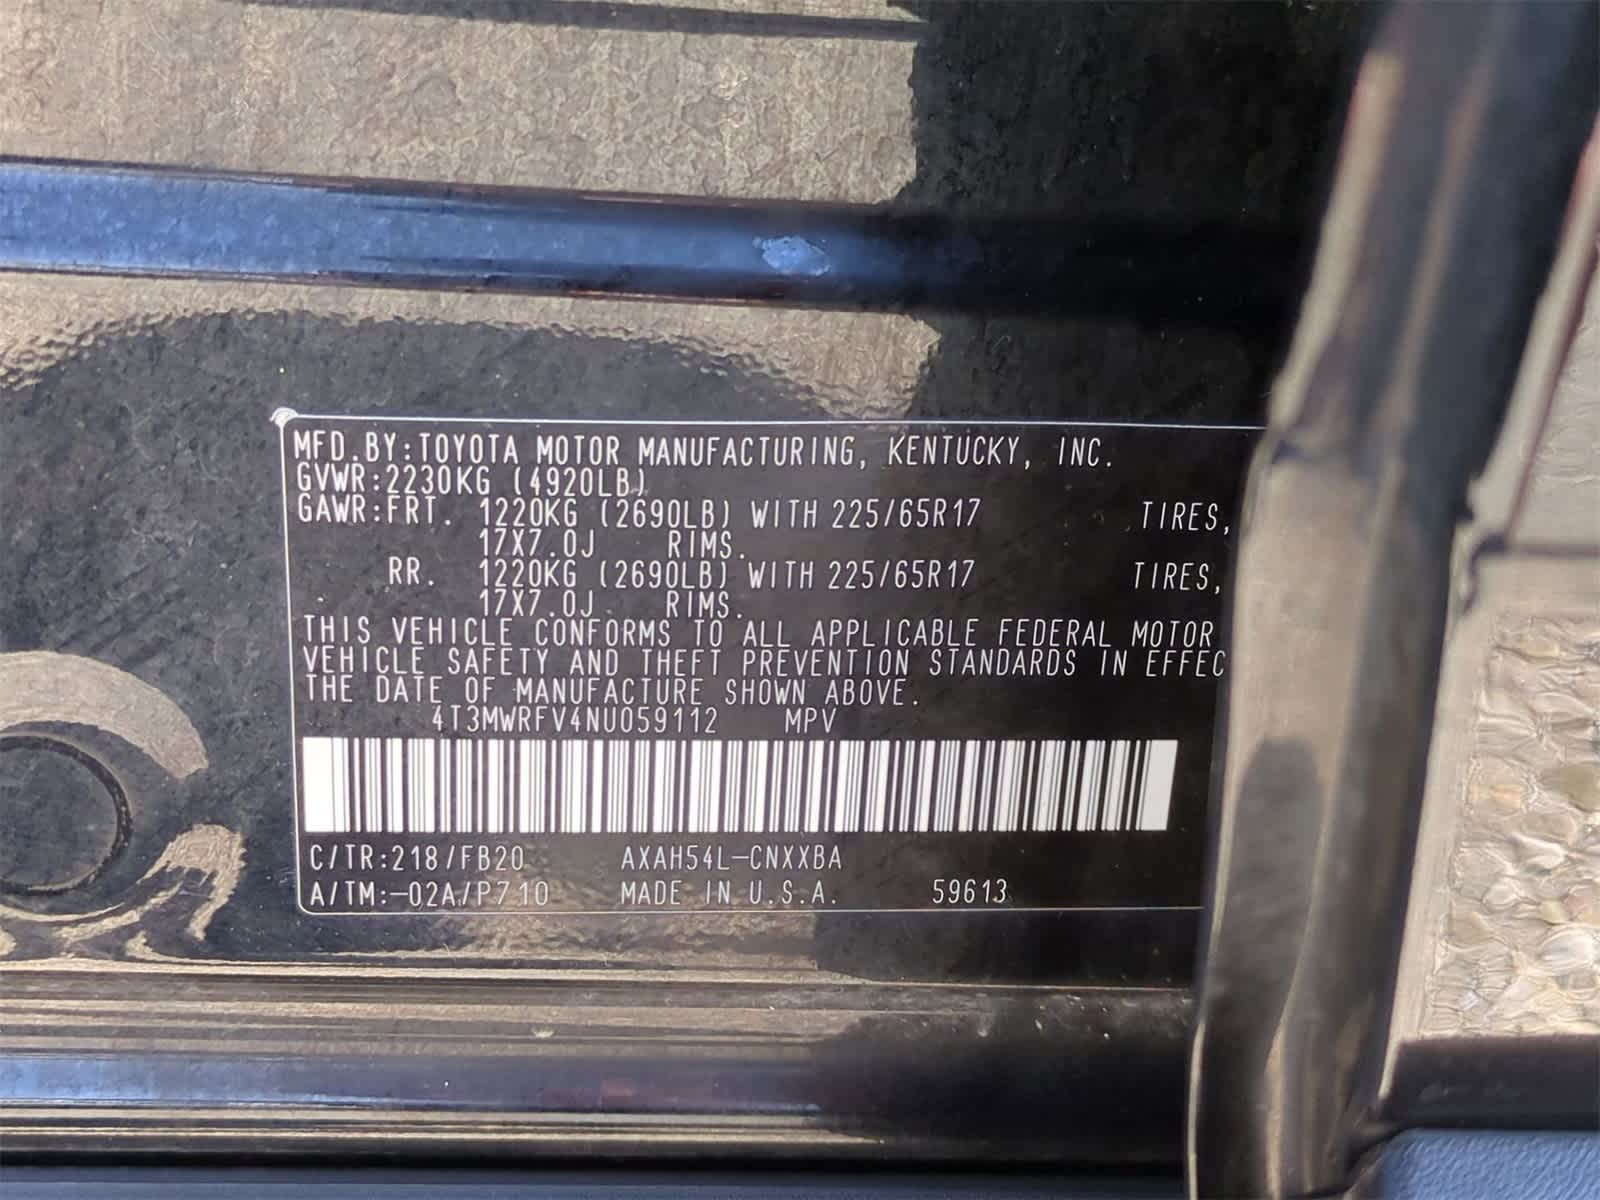 MFD.BY:TOYOTA MOTOR MANUFACTURING, KENTUCKY, INC.
GVWR:2230KG (4920LB)
GAWR:FRT. 1220KG (2690LB) WITH 225/65R17 TIRES,
17X7.0J RIMS.
RR. 1220KG (2690LB) WITH 225/65R17 TIRES,
17X7.0J RIMS.
THIS VEHICLE CONFORMS TO ALL APPLICABLE FEDERAL MOTOR
VEHICLE SAFETY AND THEFT PREVENTION STANDARDS IN EFFEC
THE DATE OF MANUFACTURE SHOWN ABOVE.
4T3MWRFV4NU059112 MPV
C/TR:218/FB20 AXAH54L-CNXXBA
A/TM:-02A/P710 MADE IN U.S.A. 59613